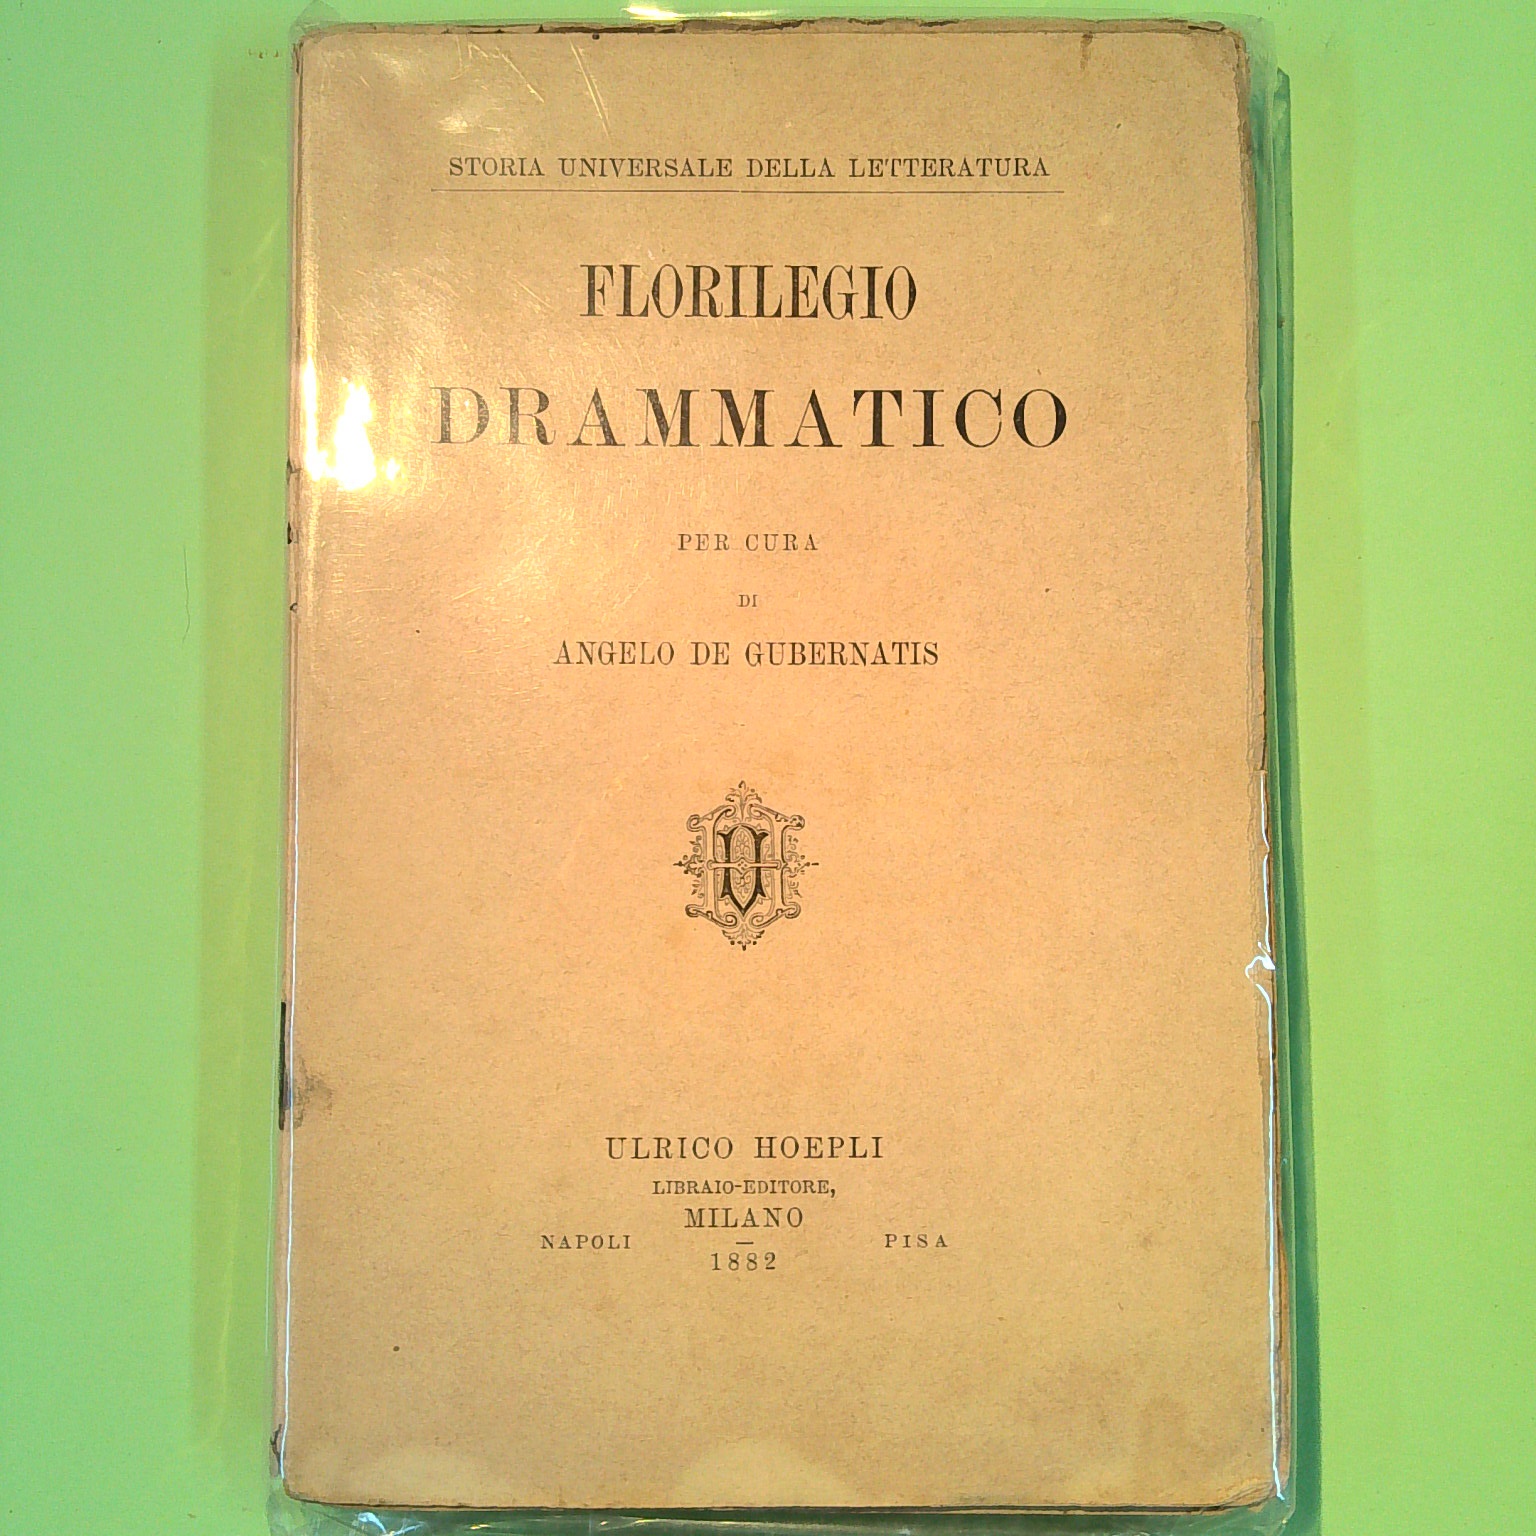 STORIA UNIVERSALE DELLA LETTERATURA
FLORILEGIO
DRAMMATICO
PER CURA
DI
ANGELO DE GUBERNATIS
UH
ULRICO HOEPLI
LIBRAIO-EDITORE,
MILANO
NAPOLI — PISA
1882